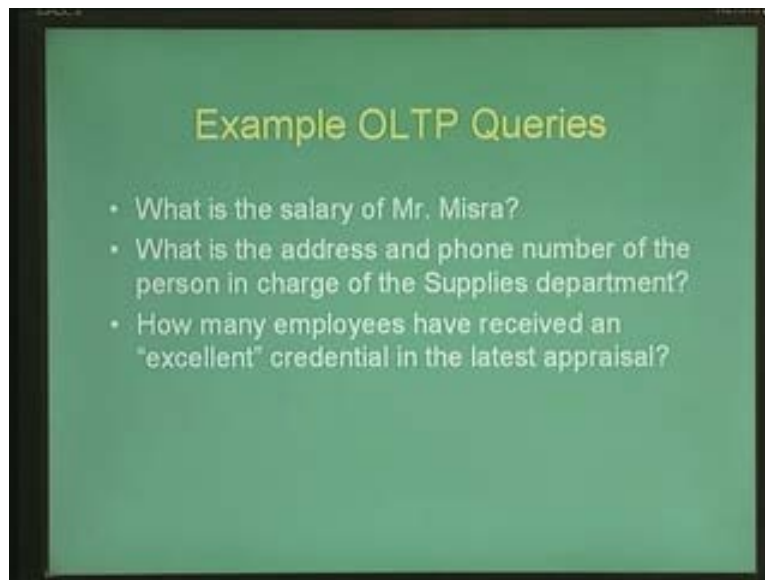 Example OLTP Queries
• What is the salary of Mr. Misra?
• What is the address and phone number of the
person in charge of the Supplies department?
• How many employees have received an
"excellent" credential in the latest appraisal?